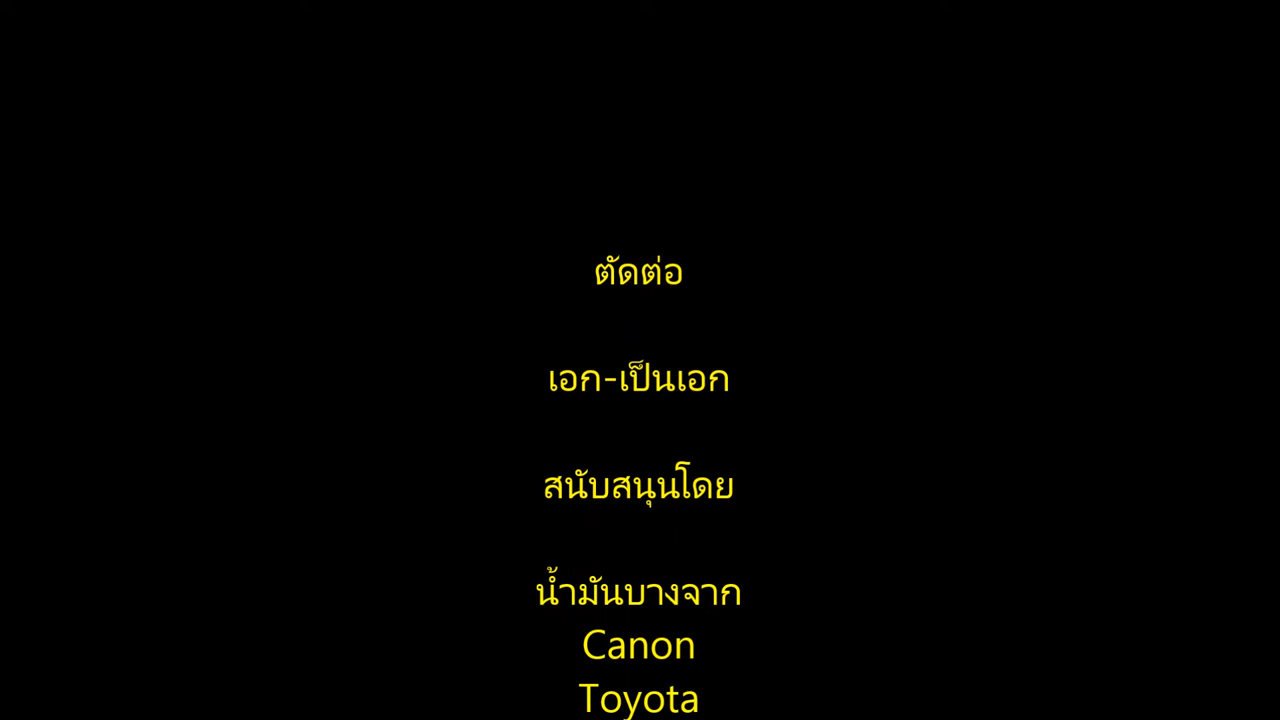 ตัดต่อ
เอก-เป็นเอก
สนับสนุนโดย
น้ำมันบางจาก
Canon
Toyota